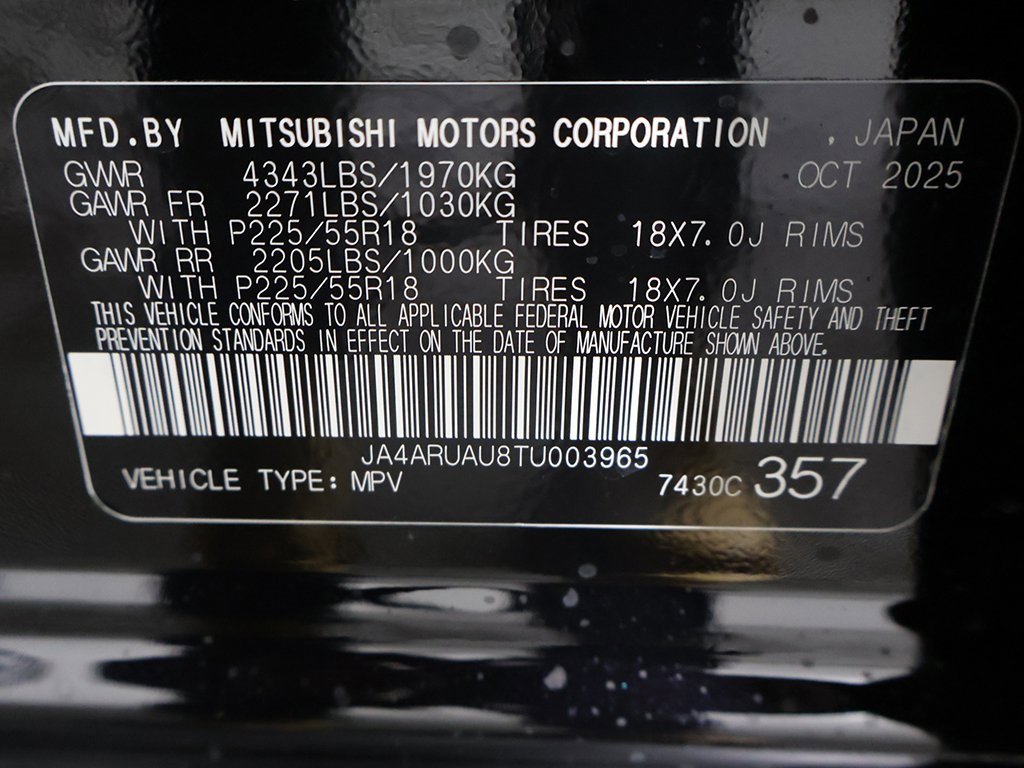 MFD.BY MITSUBISHI MOTORS CORPORATION , JAPAN
GVWR 4343LBS/1970KG OCT 2025
GAWR FR 2271LBS/1030KG
WITH P225/55R18 TIRES 18X7.0J RIMS
GAWR RR 2205LBS/1000KG
WITH P225/55R18 TIRES 18X7.0J RIMS
THIS VEHICLE CONFORMS TO ALL APPLICABLE FEDERAL MOTOR VEHICLE SAFETY AND THEFT
PREVENTION STANDARDS IN EFFECT ON THE DATE OF MANUFACTURE SHOWN ABOVE.
JA4ARUAU8TU003965
VEHICLE TYPE: MPV 7430C 357